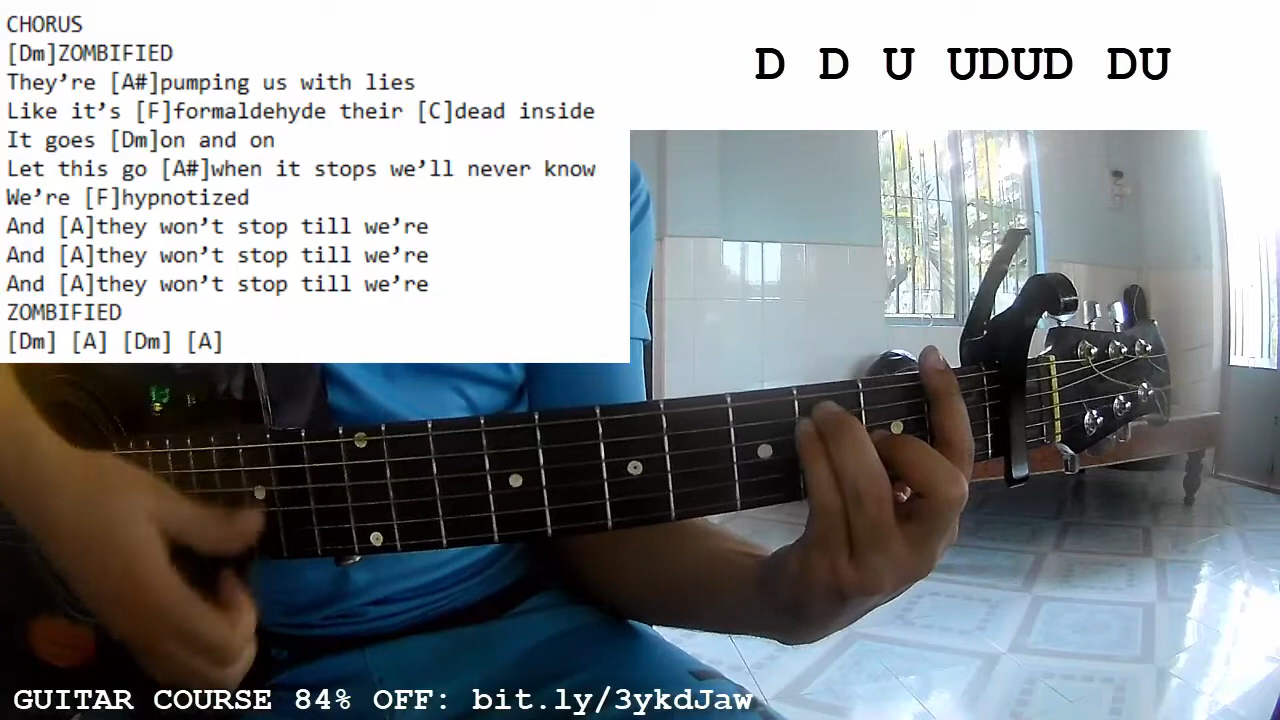 CHORUS
[Dm]ZOMBIFIED
They’re [A#]pumping us with lies
Like it’s [F]formaldehyde their [C]dead inside
It goes [Dm]on and on
Let this go [A#]when it stops we’ll never know
We’re [F]hypnotized
And [A]they won’t stop till we’re
And [A]they won’t stop till we’re
And [A]they won’t stop till we’re
ZOMBIFIED
[Dm] [A] [Dm] [A]
D D U UDUD DU
GUITAR COURSE 84% OFF: bit.ly/3ykdJaw